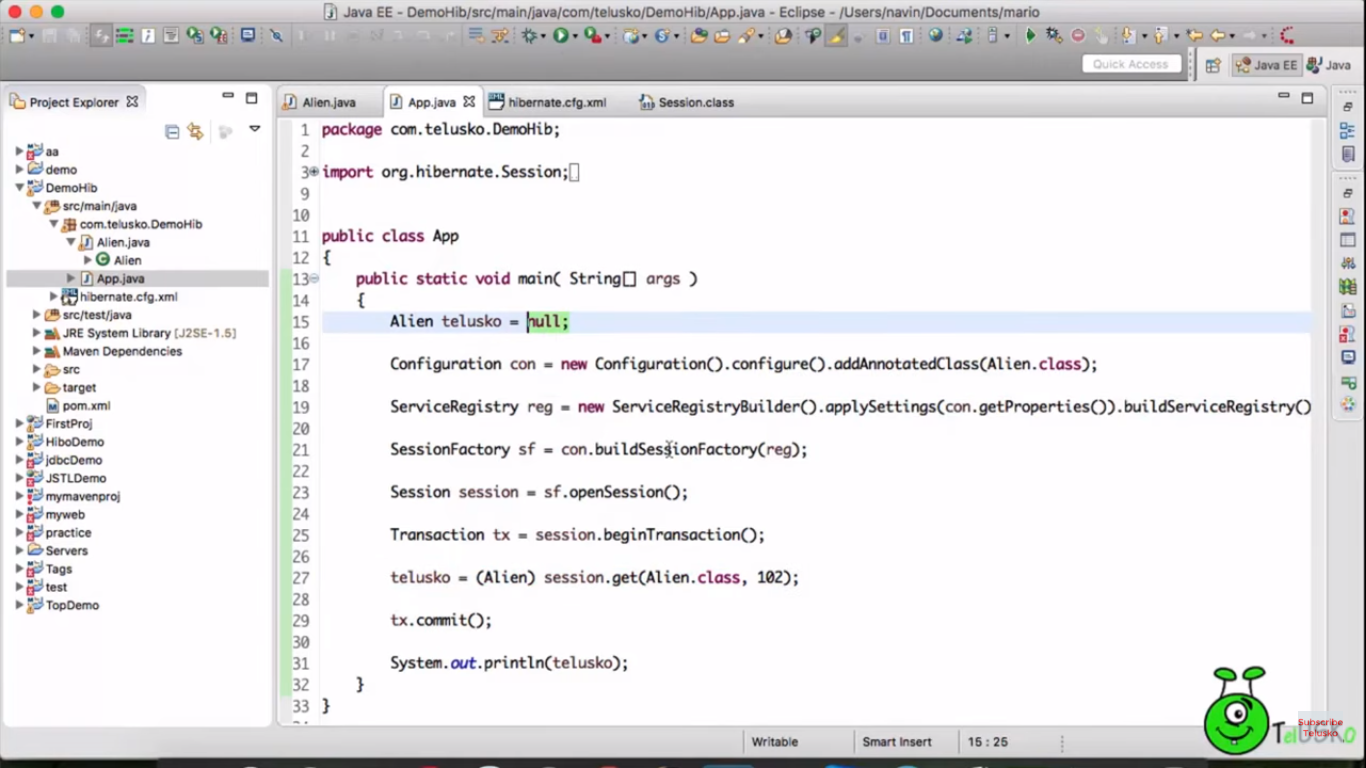 Java EE - DemoHib/src/main/java/com/telusko/DemoHib/App.java - Eclipse - /Users/navin/Documents/mario
Quick Access
Java EE
Java
Project Explorer
Alien.java
App.java
hibernate.cfg.xml
Session.class
aa
demo
DemoHib
src/main/java
com.telusko.DemoHib
Alien.java
Alien
App.java
hibernate.cfg.xml
src/test/java
JRE System Library [J2SE-1.5]
Maven Dependencies
src
target
pom.xml
FirstProj
HiboDemo
jdbcDemo
JSTLDemo
mymavenproj
myweb
practice
Servers
Tags
test
TopDemo
1 package com.telusko.DemoHib;
2
3 import org.hibernate.Session;
9
10
11 public class App
12 {
13 public static void main( String[] args )
14 {
15 Alien telusko = null;
16
17 Configuration con = new Configuration().configure().addAnnotatedClass(Alien.class);
18
19 ServiceRegistry reg = new ServiceRegistryBuilder().applySettings(con.getProperties()).buildServiceRegistry()
20
21 SessionFactory sf = con.buildSessionFactory(reg);
22
23 Session session = sf.openSession();
24
25 Transaction tx = session.beginTransaction();
26
27 telusko = (Alien) session.get(Alien.class, 102);
28
29 tx.commit();
30
31 System.out.println(telusko);
32 }
33 }
Writable
Smart Insert
15 : 25
TelUSKO
Subscribe
Telusko